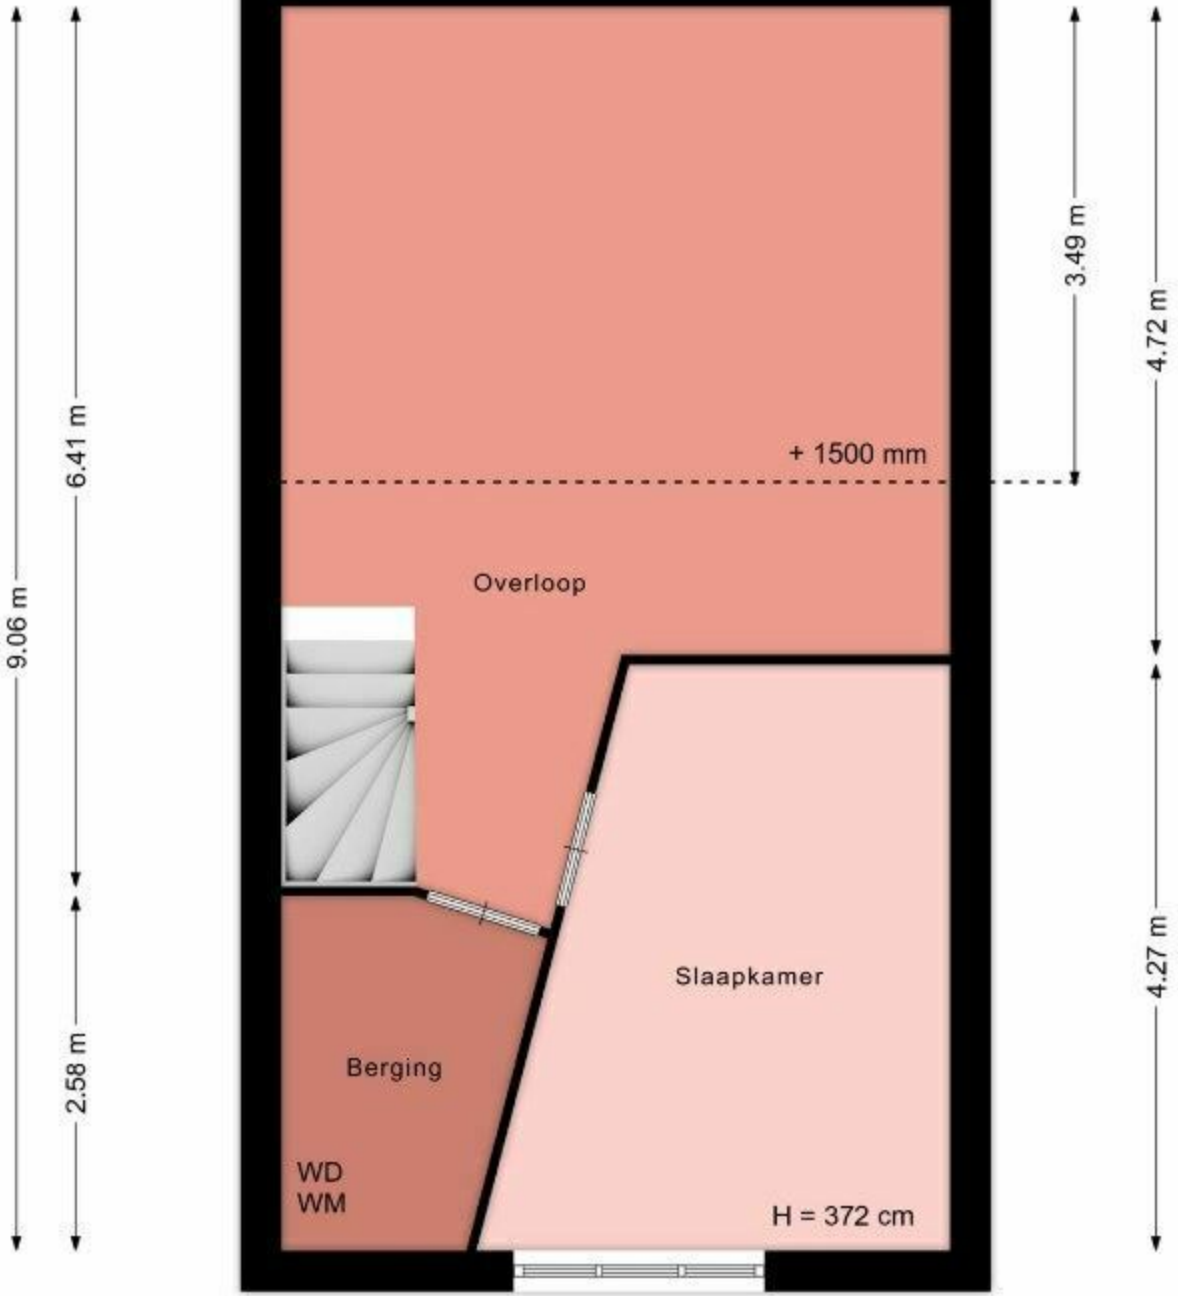 3.49 m
4.72 m
6.41 m
+ 1500 mm
9.06 m
Overloop
4.27 m
Slaapkamer
2.58 m
Berging
WD
WM
H = 372 cm